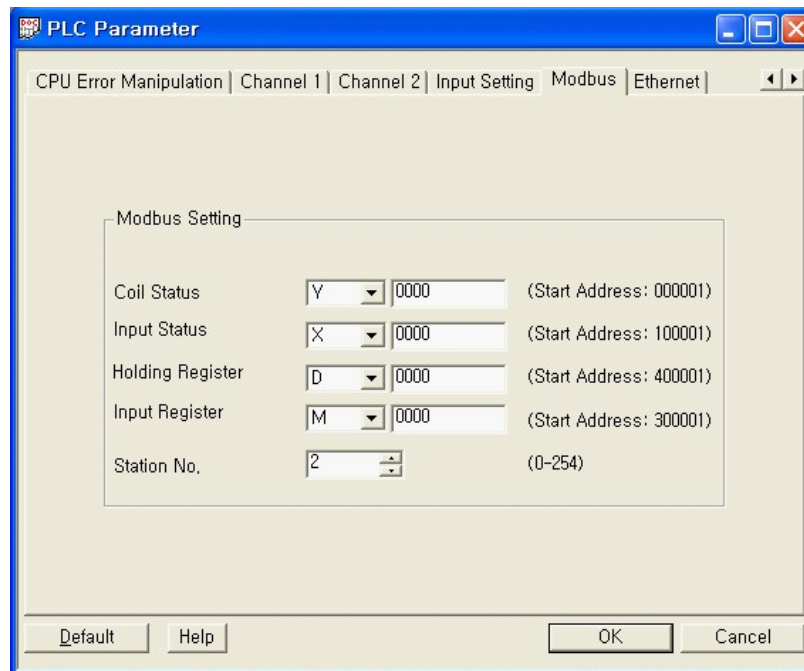 PLC Parameter
CPU Error Manipulation Channel 1 Channel 2 Input Setting Modbus Ethernet
Modbus Setting
Coil Status Y 0000 (Start Address: 000001)
Input Status X 0000 (Start Address: 100001)
Holding Register D 0000 (Start Address: 400001)
Input Register M 0000 (Start Address: 300001)
Station No. 2 (0-254)
Default Help OK Cancel